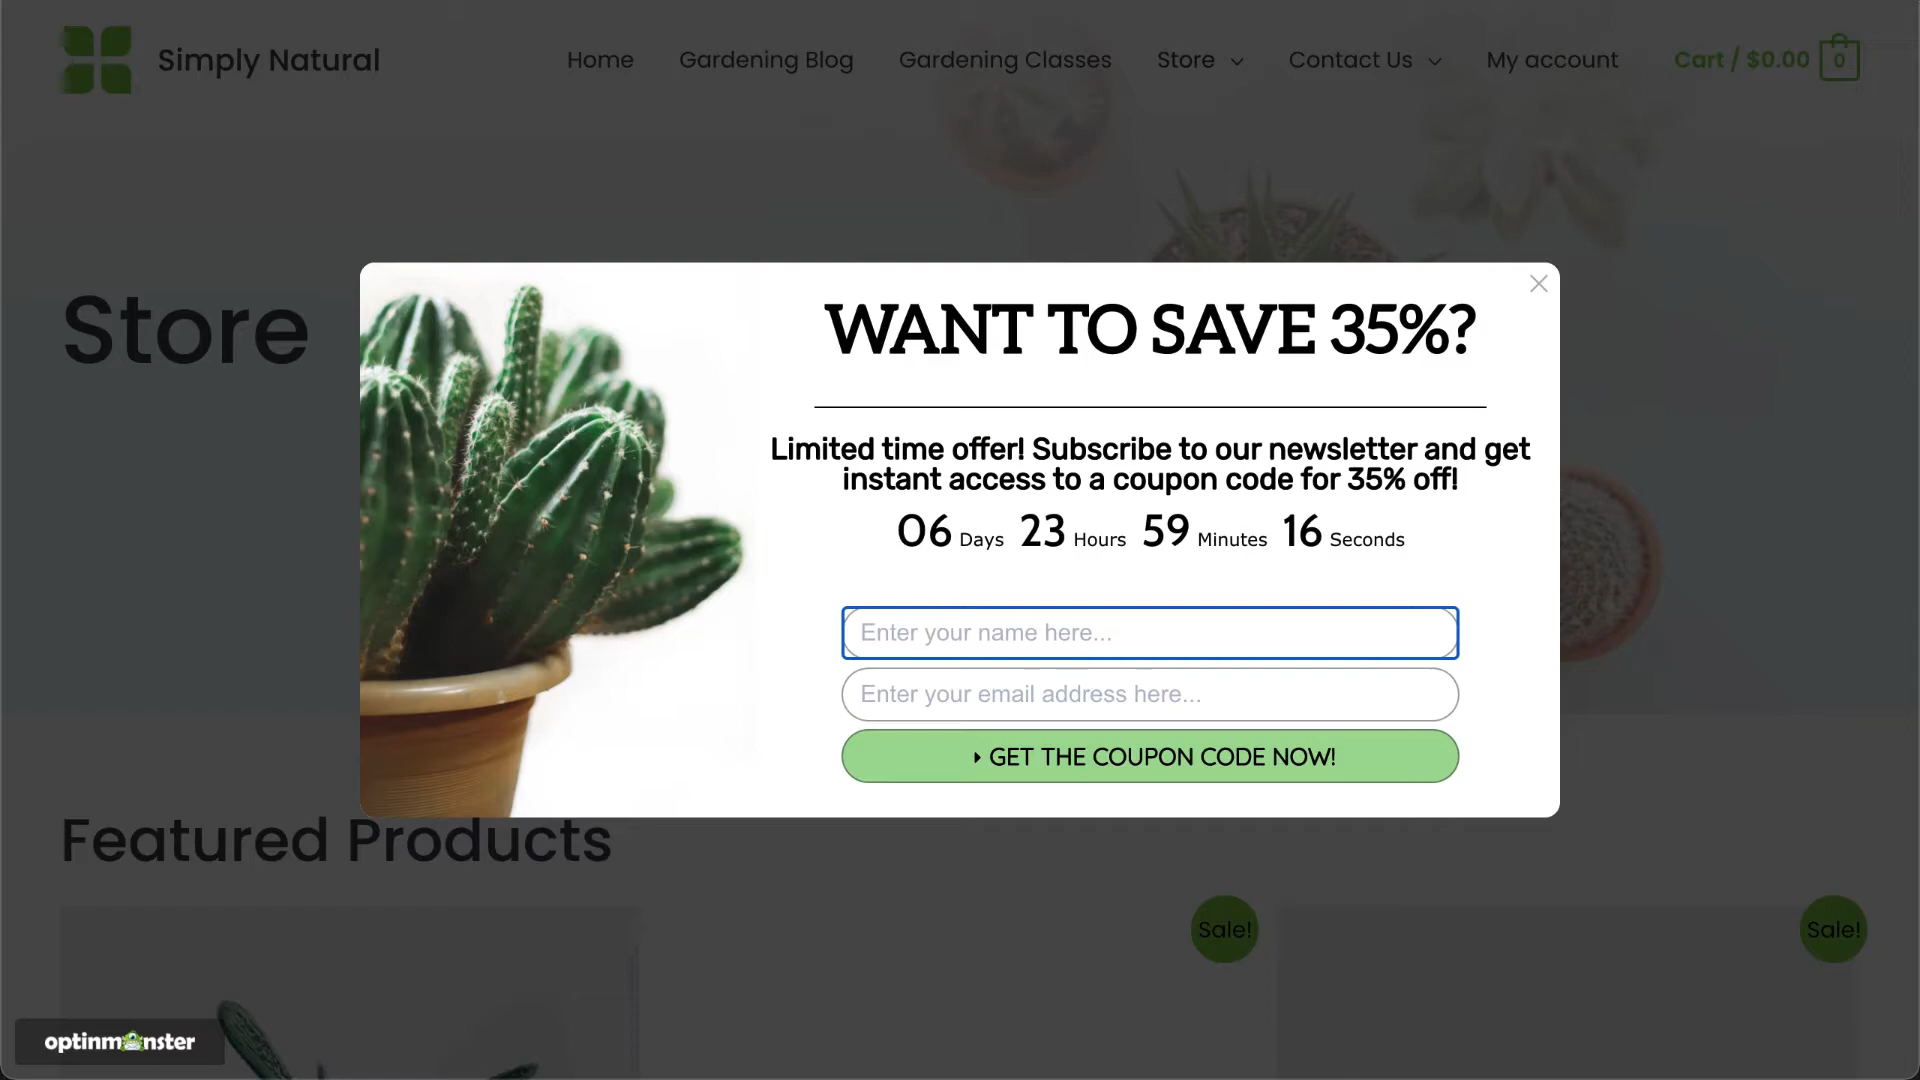 Simply Natural
Home
Gardening Blog
Gardening Classes
Store
Contact Us
My account
Cart / $0.00
0
Store
WANT TO SAVE 35%?
Limited time offer! Subscribe to our newsletter and get
instant access to a coupon code for 35% off!
06 Days 23 Hours 59 Minutes 16 Seconds
Enter your name here...
Enter your email address here...
GET THE COUPON CODE NOW!
Featured Products
Sale!
Sale!
optinmonster